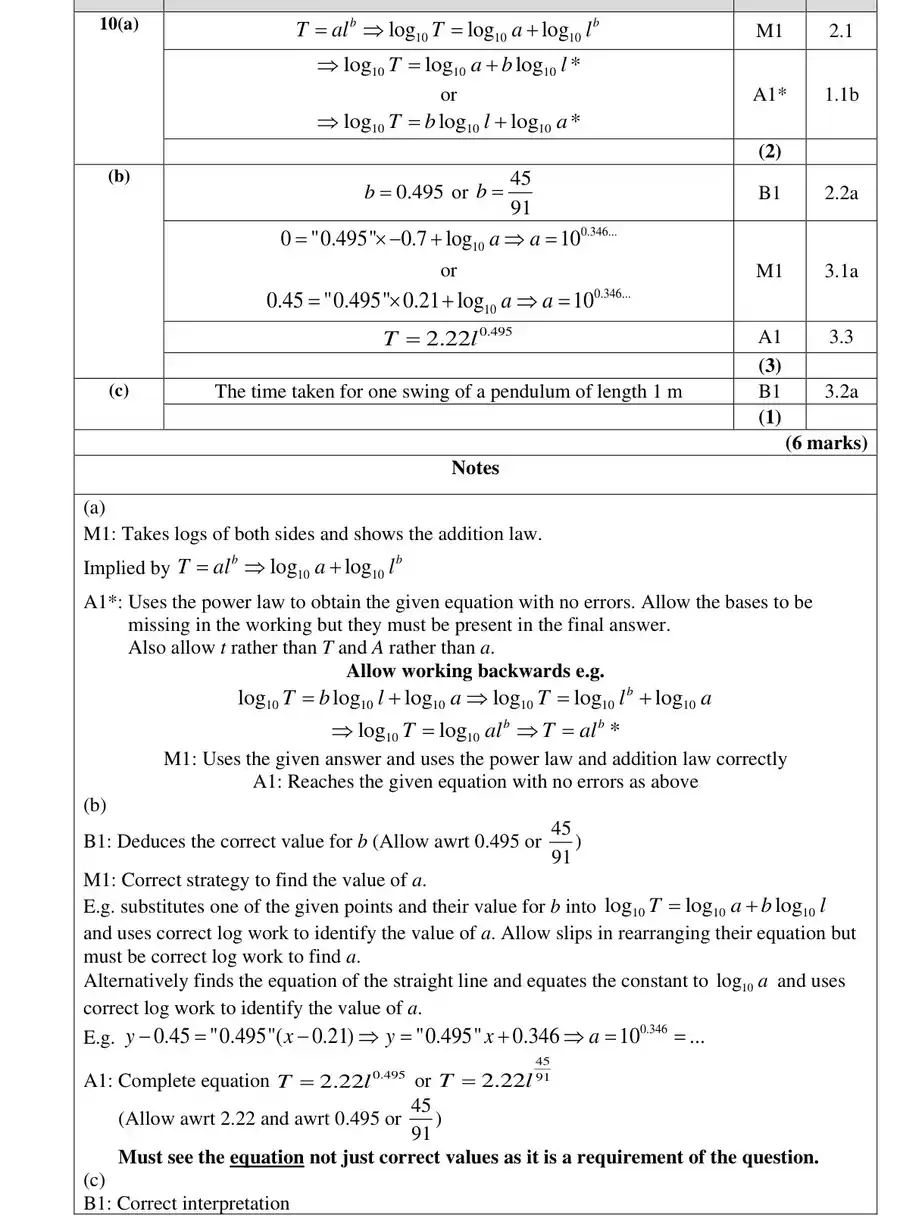 10(a) T = al^b ⇒ log₁₀ T = log₁₀ a + log₁₀ l^b M1 2.1
⇒ log₁₀ T = log₁₀ a + b log₁₀ l *
or
⇒ log₁₀ T = b log₁₀ l + log₁₀ a *
A1* 1.1b
(2)
(b) b = 0.495 or b = 45/91 B1 2.2a
0 = "0.495"× −0.7 + log₁₀ a ⇒ a = 10^0.346...
or
0.45 = "0.495"× 0.21 + log₁₀ a ⇒ a = 10^0.346...
M1 3.1a
T = 2.22l^0.495 A1 3.3
(3)
(c) The time taken for one swing of a pendulum of length 1 m B1 3.2a
(1)
(6 marks)
Notes
(a)
M1: Takes logs of both sides and shows the addition law.
Implied by T = al^b ⇒ log₁₀ a + log₁₀ l^b
A1*: Uses the power law to obtain the given equation with no errors. Allow the bases to be
missing in the working but they must be present in the final answer.
Also allow t rather than T and A rather than a.
Allow working backwards e.g.
log₁₀ T = b log₁₀ l + log₁₀ a ⇒ log₁₀ T = log₁₀ l^b + log₁₀ a
⇒ log₁₀ T = log₁₀ al^b ⇒ T = al^b *
M1: Uses the given answer and uses the power law and addition law correctly
A1: Reaches the given equation with no errors as above
(b)
B1: Deduces the correct value for b (Allow awrt 0.495 or 45/91)
M1: Correct strategy to find the value of a.
E.g. substitutes one of the given points and their value for b into log₁₀ T = log₁₀ a + b log₁₀ l
and uses correct log work to identify the value of a. Allow slips in rearranging their equation but
must be correct log work to find a.
Alternatively finds the equation of the straight line and equates the constant to log₁₀ a and uses
correct log work to identify the value of a.
E.g. y − 0.45 = "0.495"(x − 0.21) ⇒ y = "0.495" x + 0.346 ⇒ a = 10^0.346 = ...
A1: Complete equation T = 2.22l^0.495 or T = 2.22l^(45/91)
(Allow awrt 2.22 and awrt 0.495 or 45/91)
Must see the equation not just correct values as it is a requirement of the question.
(c)
B1: Correct interpretation